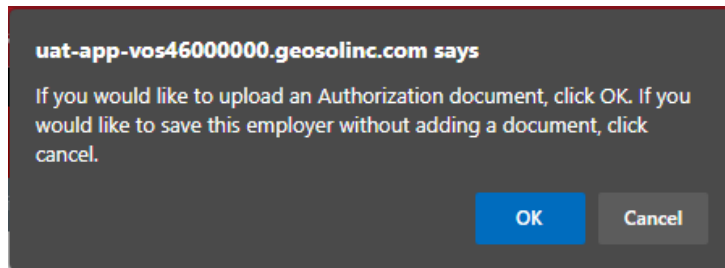 uat-app-vos46000000.geosolinc.com says
If you would like to upload an Authorization document, click OK. If you
would like to save this employer without adding a document, click
cancel.
OK
Cancel